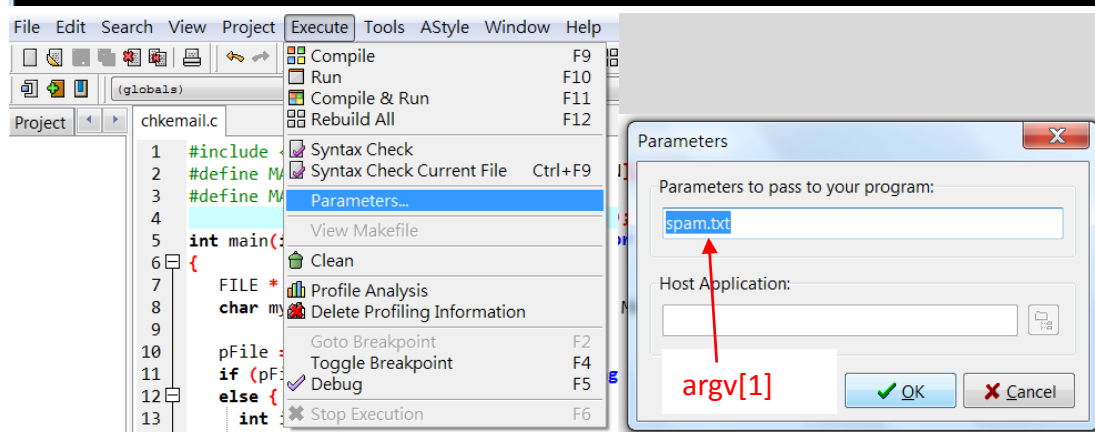 File Edit Search View Project Execute Tools AStyle Window Help
(globals)
Project
chkemail.c
1 #include <
2 #define MA
3 #define MA
4
5 int main(i
6 {
7 FILE *
8 char my
9
10 pFile =
11 if (pFi
12 else {
13 int i
Compile F9
Run F10
Compile & Run F11
Rebuild All F12
Syntax Check
Syntax Check Current File Ctrl+F9
Parameters...
View Makefile
Clean
Profile Analysis
Delete Profiling Information
Goto Breakpoint F2
Toggle Breakpoint F4
Debug F5
Stop Execution F6
Parameters
Parameters to pass to your program:
spam.txt
Host Application:
argv[1]
OK Cancel